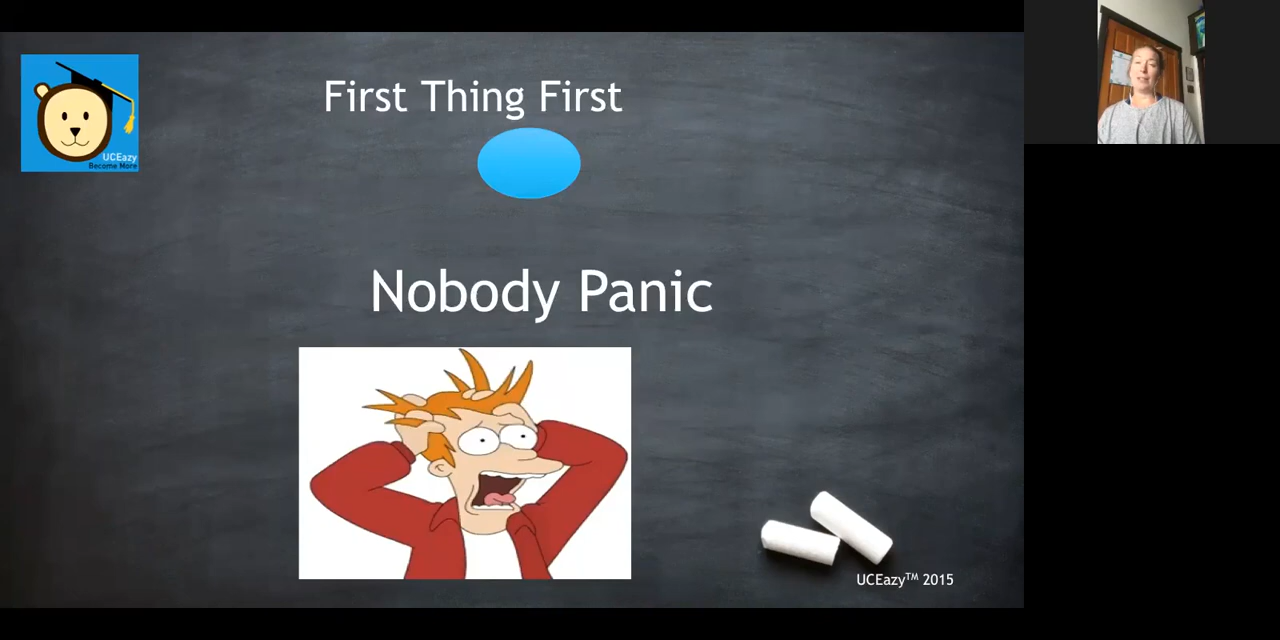 First Thing First
UCEazy
Become More
Nobody Panic
UCEazy™ 2015